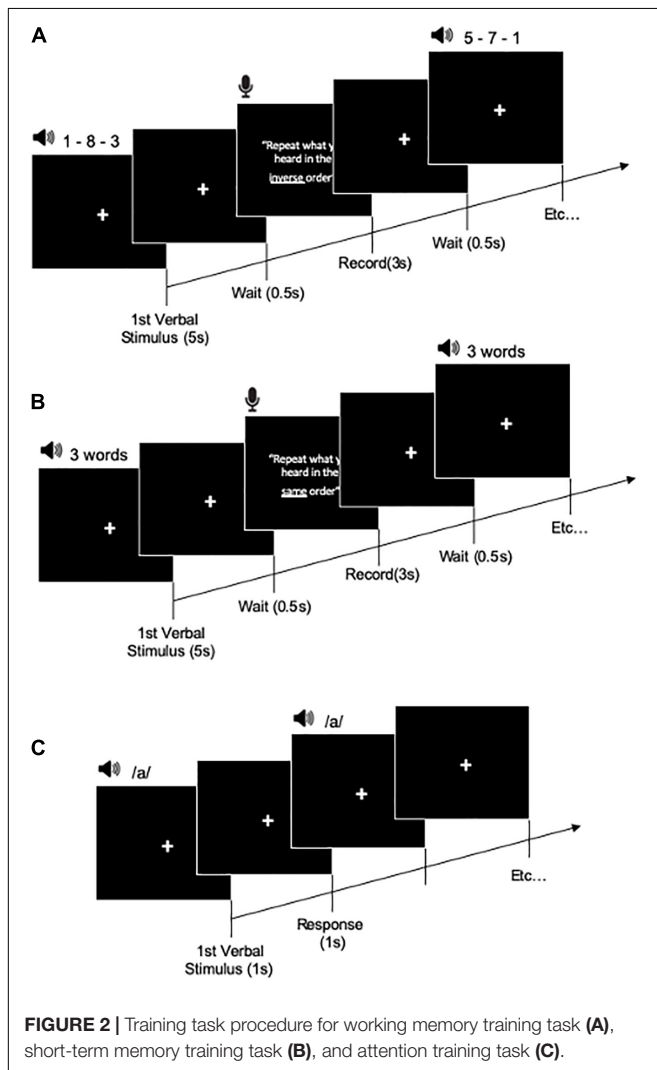 A
5 - 7 - 1
1 - 8 - 3
"Repeat what y
heard in the
inverse order"
Etc...
Wait (0.5s)
Record(3s)
Wait (0.5s)
1st Verbal
Stimulus (5s)
B
3 words
3 words
"Repeat what y
heard in the
same order"
Etc...
Wait (0.5s)
Record(3s)
Wait (0.5s)
1st Verbal
Stimulus (5s)
C
/a/
/a/
Etc...
Response
(1s)
1st Verbal
Stimulus (1s)
FIGURE 2 | Training task procedure for working memory training task (A),
short-term memory training task (B), and attention training task (C).